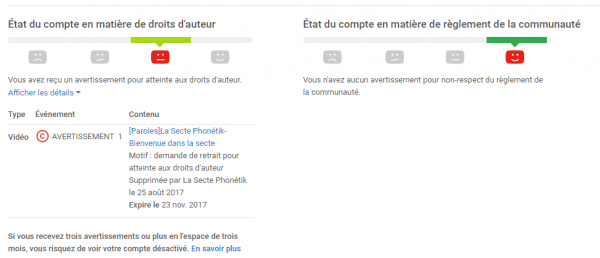 État du compte en matière de droits d'auteur
Vous avez reçu un avertissement pour atteinte aux droits d'auteur.
Afficher les détails
Type Événement Contenu
Vidéo C AVERTISSEMENT 1 [Paroles]La Secte Phonétik-
Bienvenue dans la secte
Motif : demande de retrait pour
atteinte aux droits d'auteur
Supprimée par La Secte Phonétik
le 25 août 2017
Expire le 23 nov. 2017
Si vous recevez trois avertissements ou plus en l'espace de trois
mois, vous risquez de voir votre compte désactivé. En savoir plus
État du compte en matière de règlement de la communauté
Vous n'avez aucun avertissement pour non-respect du règlement de
la communauté.